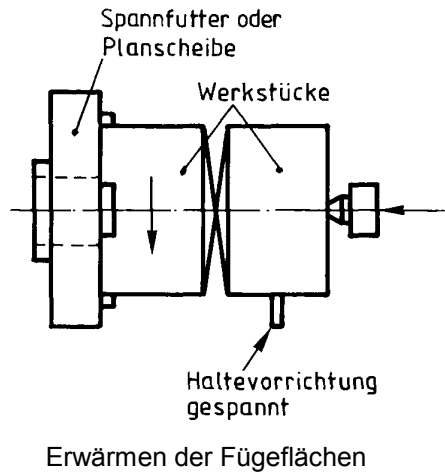 Spannfutter oder
Planscheibe
Werkstücke
Haltevorrichtung
gespannt
Erwärmen der Fügeflächen